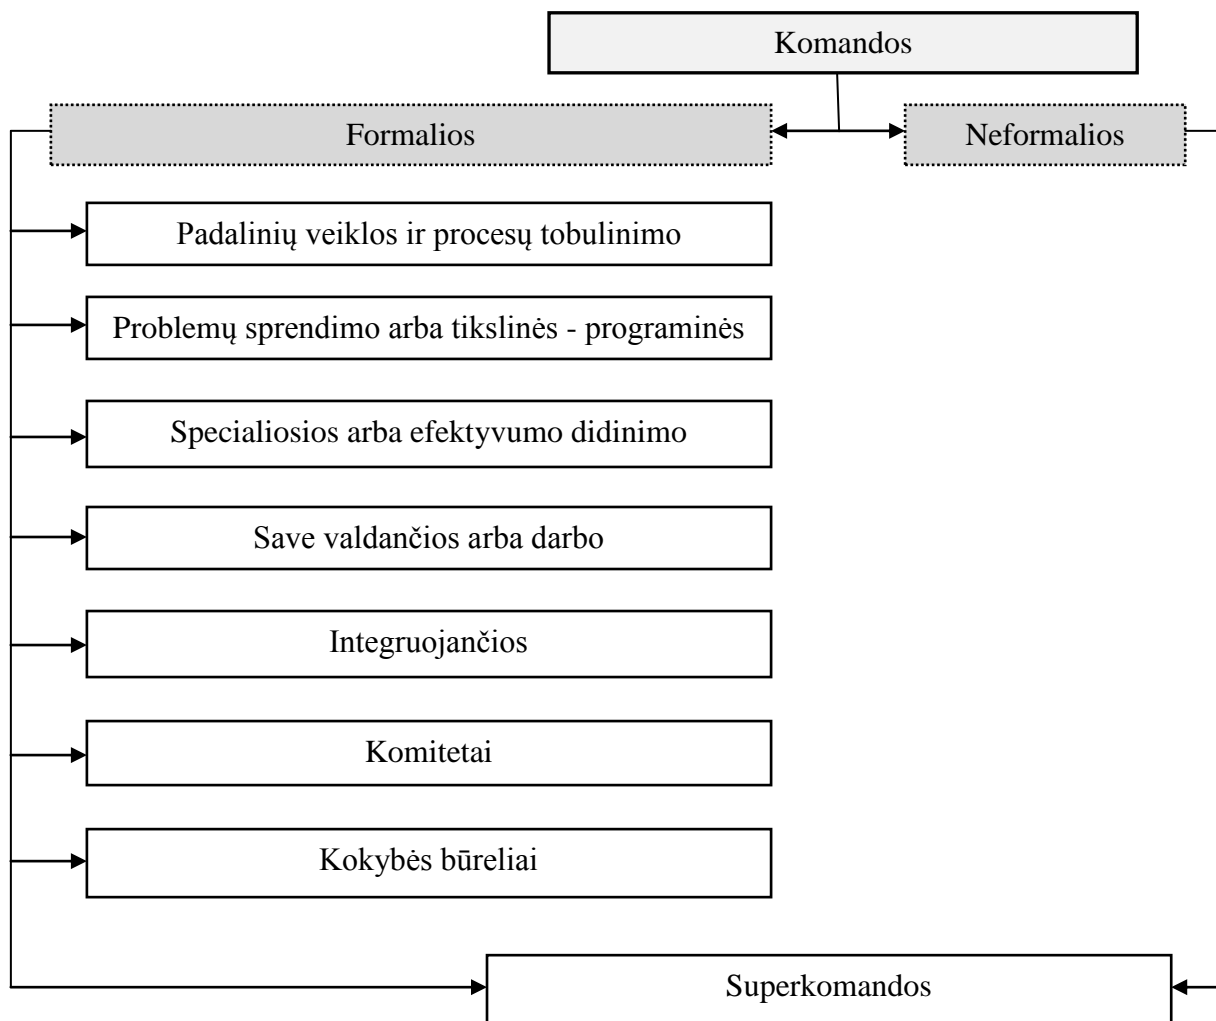 Komandos
Formalios
Neformalios
Padalinių veiklos ir procesų tobulinimo
Problemų sprendimo arba tikslinės - programinės
Specialiosios arba efektyvumo didinimo
Save valdančios arba darbo
Integruojančios
Komitetai
Kokybės būreliai
Superkomandos